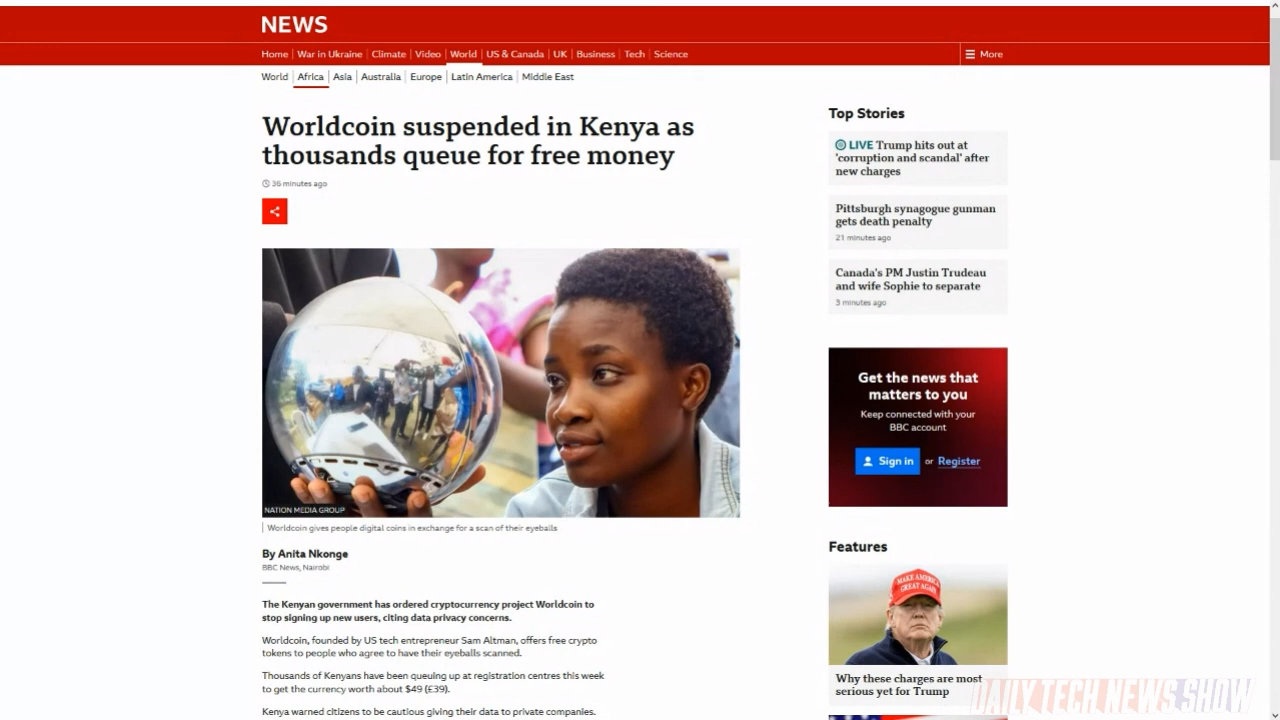 NEWS
Home
War in Ukraine
Climate
Video
World
US & Canada
UK
Business
Tech
Science
More
World
Africa
Asia
Australia
Europe
Latin America
Middle East
Worldcoin suspended in Kenya as
thousands queue for free money
36 minutes ago
NATION MEDIA GROUP
Worldcoin gives people digital coins in exchange for a scan of their eyeballs
By Anita Nkonge
BBC News, Nairobi
The Kenyan government has ordered cryptocurrency project Worldcoin to
stop signing up new users, citing data privacy concerns.
Worldcoin, founded by US tech entrepreneur Sam Altman, offers free crypto
tokens to people who agree to have their eyeballs scanned.
Thousands of Kenyans have been queuing up at registration centres this week
to get the currency worth about $49 (£39).
Kenya warned citizens to be cautious giving their data to private companies.
Top Stories
LIVE Trump hits out at
'corruption and scandal' after
new charges
Pittsburgh synagogue gunman
gets death penalty
21 minutes ago
Canada's PM Justin Trudeau
and wife Sophie to separate
3 minutes ago
Get the news that
matters to you
Keep connected with your
BBC account
Sign in or Register
Features
MAKE AMERICA
GREAT AGAIN
Why these charges are most
serious yet for Trump
DAILY TECH NEWS SHOW